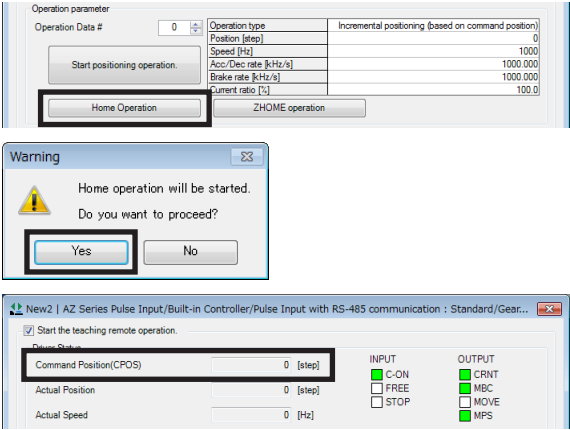 Operation parameter
Operation Data # 0
Operation type Incremental positioning (based on command position)
Position [step] 0
Speed [Hz] 1000
Acc/Dec rate [kHz/s] 1000.000
Brake rate [kHz/s] 1000.000
Current ratio [%] 100.0
Start positioning operation.
Home Operation ZHOME operation
Warning
Home operation will be started.
Do you want to proceed?
Yes No
New2 | AZ Series Pulse Input/Built-in Controller/Pulse Input with RS-485 communication : Standard/Gear...
Start the teaching remote operation.
Driver Status
Command Position(CPOS) 0 [step]
Actual Position 0 [step]
Actual Speed 0 [Hz]
INPUT
C-ON
FREE
STOP
OUTPUT
CRNT
MBC
MOVE
MPS